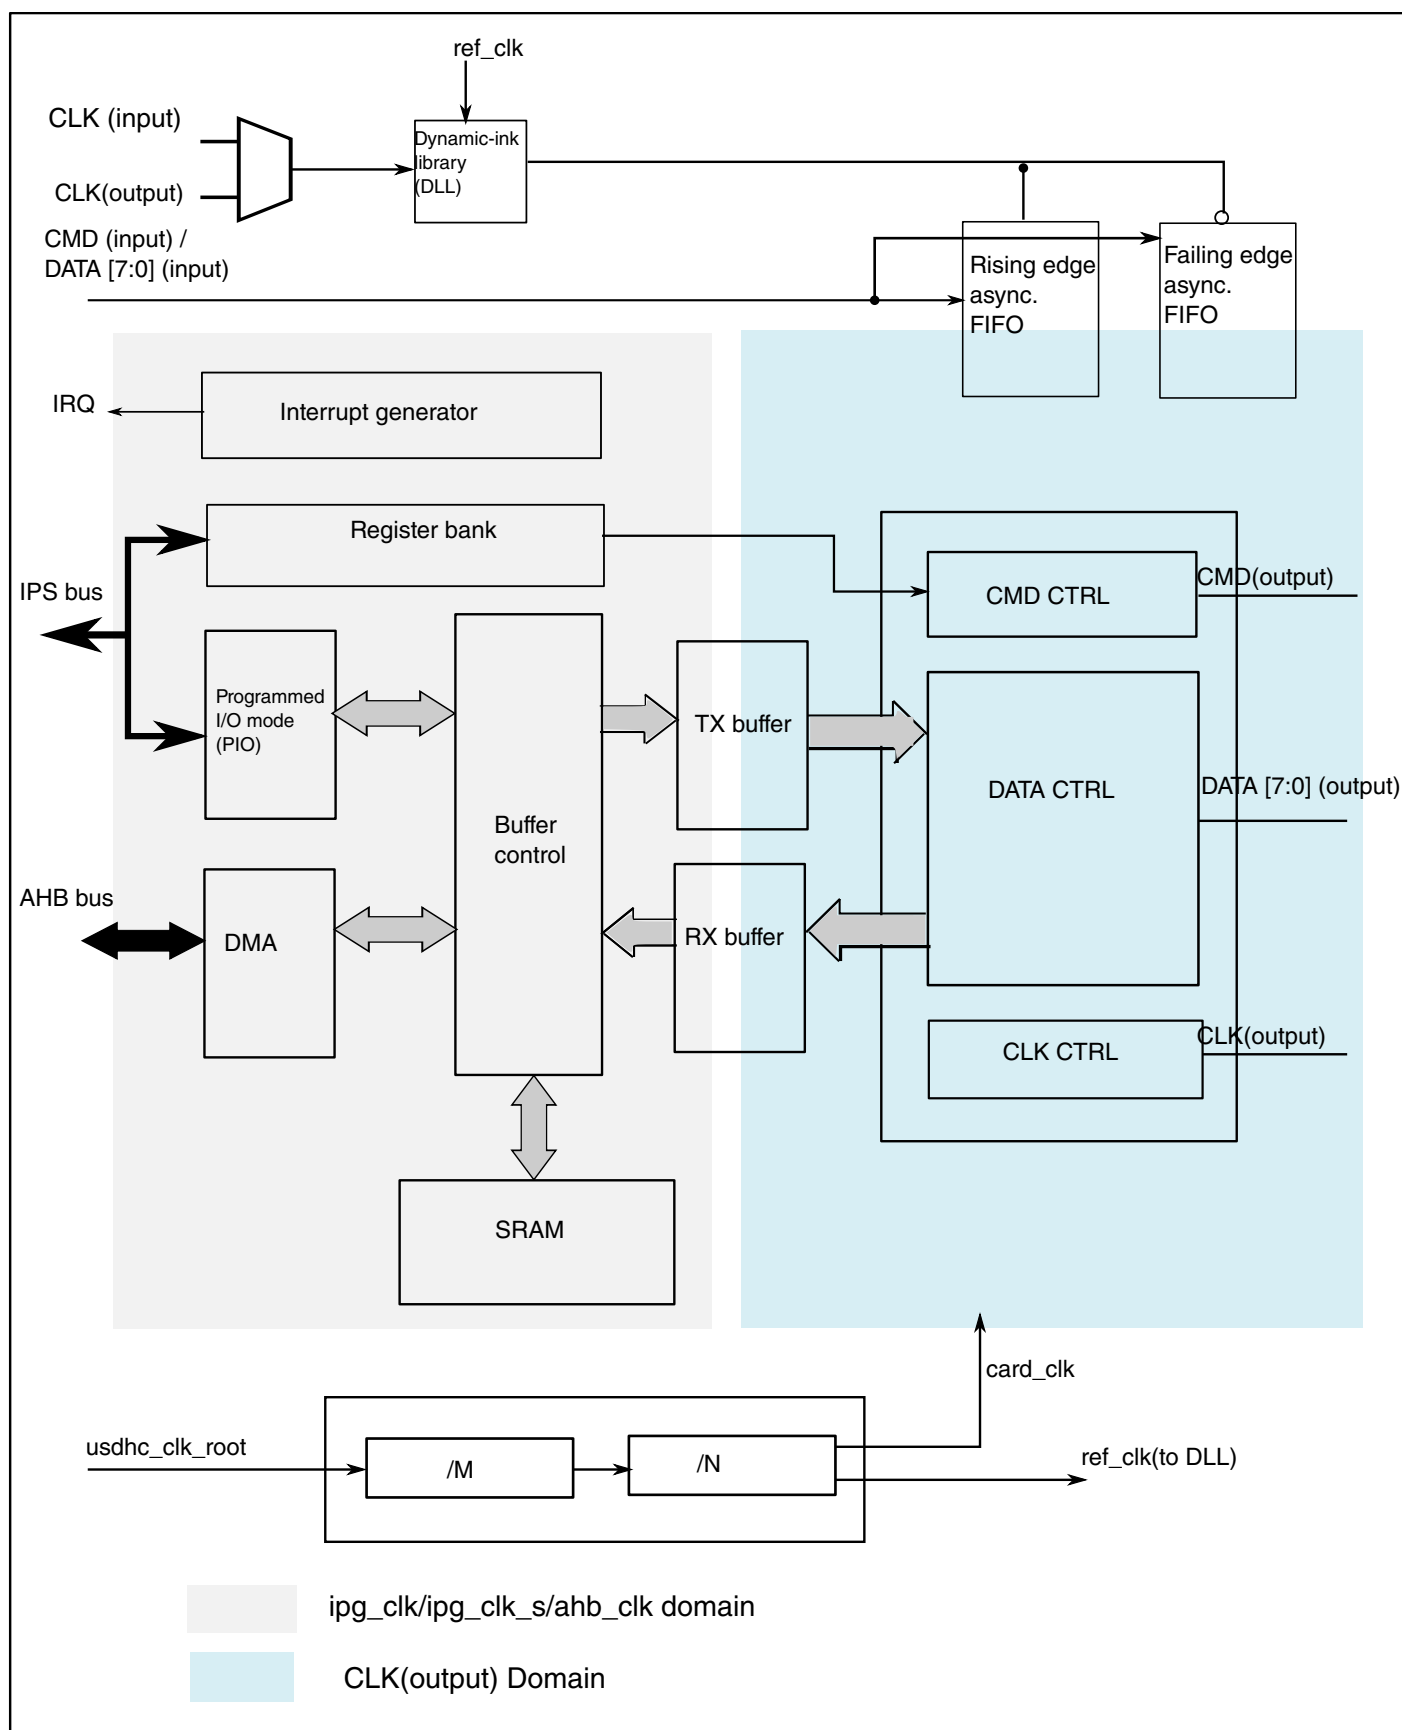 ref_clk
CLK (input)
Dynamic-ink
library
(DLL)
CLK(output)
CMD (input) /
DATA [7:0] (input)
Rising edge
async.
FIFO
Failing edge
async.
FIFO
IRQ
Interrupt generator
Register bank
IPS bus
CMD CTRL
CMD(output)
Programmed
I/O mode
(PIO)
TX buffer
DATA CTRL
DATA [7:0] (output)
Buffer
control
AHB bus
DMA
RX buffer
CLK CTRL
CLK(output)
SRAM
card_clk
usdhc_clk_root
/M
/N
ref_clk(to DLL)
ipg_clk/ipg_clk_s/ahb_clk domain
CLK(output) Domain